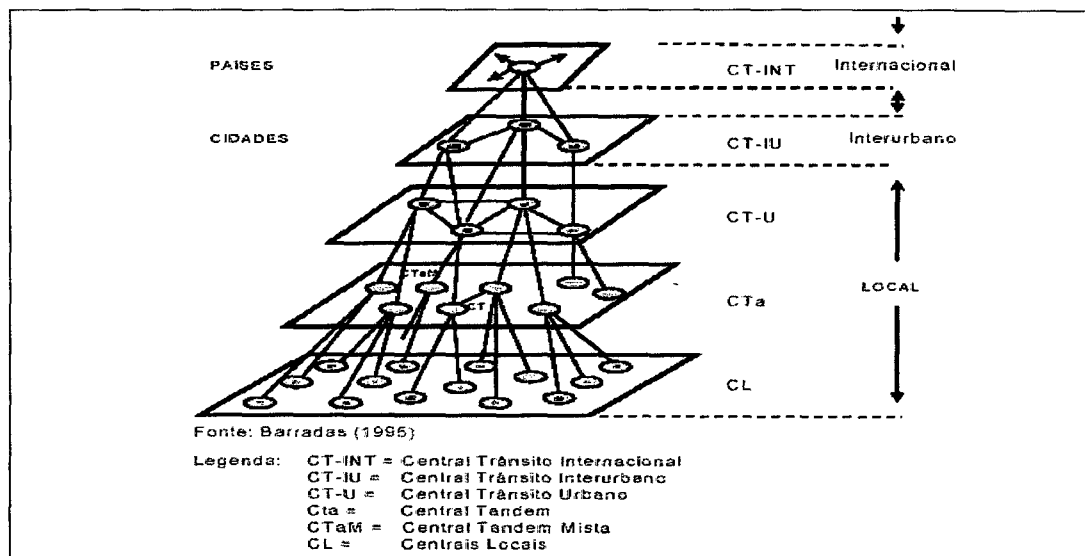 PAÍSES CT-INT Internacional
CIDADES CT-IU Interurbano
CT-U
CTaM
LOCAL
CTa
CT
CL
Fonte: Barradas (1995)
Legenda: CT-INT = Central Trânsito Internacional
CT-IU = Central Trânsito Interurbano
CT-U = Central Trânsito Urbano
Cta = Central Tandem
CTaM = Central Tandem Mista
CL = Centrais Locais